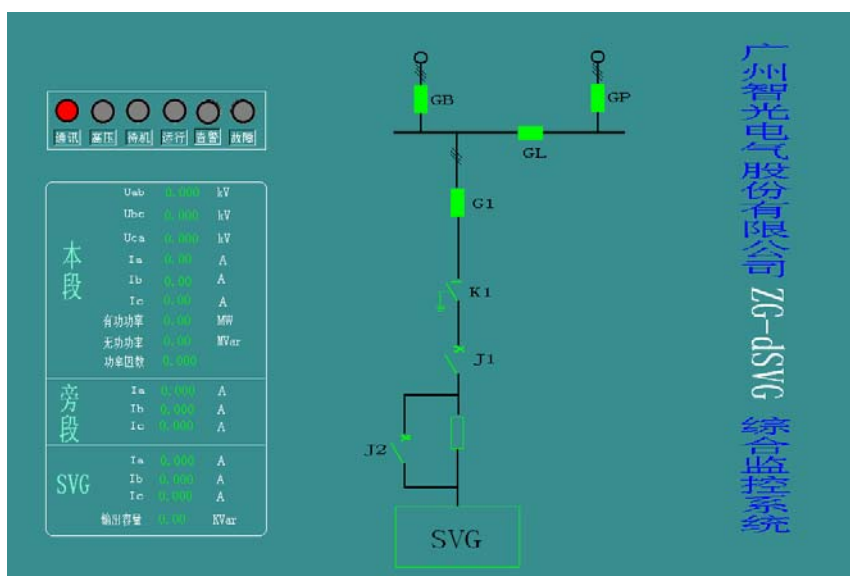 通讯 高压 待机 运行 告警 故障
本段
Uab 0.000 kV
Ubc 0.000 kV
Uca 0.000 kV
Ia 0.00 A
Ib 0.00 A
Ic 0.00 A
有功功率 0.00 MW
无功功率 0.00 MVar
功率因数 0.000
旁段
Ia 0.000 A
Ib 0.000 A
Ic 0.000 A
SVG
Ia 0.000 A
Ib 0.000 A
Ic 0.000 A
输出容量 0.00 KVar
GB
GP
GL
G1
K1
J1
J2
SVG
广州智光电气股份有限公司 ZG-dSVG 综合监控系统